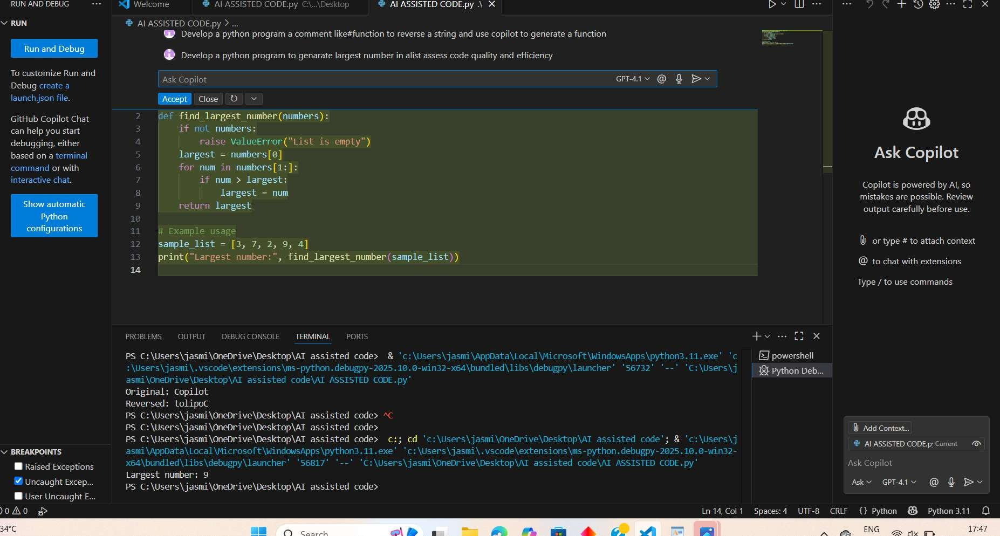 RUN AND DEBUG ...
RUN
Run and Debug
To customize Run and
Debug create a
launch.json file.
GitHub Copilot Chat
can help you start
debugging, either
based on a terminal
command or with
interactive chat.
Show automatic
Python
configurations
BREAKPOINTS
Raised Exceptions
Uncaught Excep...
User Uncaught E...
Welcome
AI ASSISTED CODE.py C:\...\Desktop
AI ASSISTED CODE.py .\
AI ASSISTED CODE.py > ...
Develop a python program a comment like#function to reverse a string and use copilot to generate a function
Develop a python program to genarate largest number in alist assess code quality and efficiency
Ask Copilot
GPT-4.1
Accept Close
2 def find_largest_number(numbers):
3 if not numbers:
4 raise ValueError("List is empty")
5 largest = numbers[0]
6 for num in numbers[1:]:
7 if num > largest:
8 largest = num
9 return largest
10
11 # Example usage
12 sample_list = [3, 7, 2, 9, 4]
13 print("Largest number:", find_largest_number(sample_list))
14
PROBLEMS OUTPUT DEBUG CONSOLE TERMINAL PORTS
PS C:\Users\jasmi\OneDrive\Desktop\AI assisted code> & 'c:\Users\jasmi\AppData\Local\Microsoft\WindowsApps\python3.11.exe' 'c
:\Users\jasmi\.vscode\extensions\ms-python.debugpy-2025.10.0-win32-x64\bundled\libs\debugpy\launcher' '56732' '--' 'C:\Users\j
asmi\OneDrive\Desktop\AI assisted code\AI ASSISTED CODE.py'
Original: Copilot
Reversed: tolipoC
PS C:\Users\jasmi\OneDrive\Desktop\AI assisted code> ^C
PS C:\Users\jasmi\OneDrive\Desktop\AI assisted code>
PS C:\Users\jasmi\OneDrive\Desktop\AI assisted code> c:; cd 'c:\Users\jasmi\OneDrive\Desktop\AI assisted code'; & 'c:\Users\j
asmi\AppData\Local\Microsoft\WindowsApps\python3.11.exe' 'c:\Users\jasmi\.vscode\extensions\ms-python.debugpy-2025.10.0-win32-
x64\bundled\libs\debugpy\launcher' '56817' '--' 'C:\Users\jasmi\OneDrive\Desktop\AI assisted code\AI ASSISTED CODE.py'
Largest number: 9
PS C:\Users\jasmi\OneDrive\Desktop\AI assisted code>
powershell
Python Deb...
Ask Copilot
Copilot is powered by AI, so
mistakes are possible. Review
output carefully before use.
or type # to attach context
@ to chat with extensions
Type / to use commands
Add Context...
AI ASSISTED CODE.py Current
Ask Copilot
Ask GPT-4.1
0 0
Ln 14, Col 1 Spaces: 4 UTF-8 CRLF {} Python Python 3.11
34°C
Search
ENG
17:47